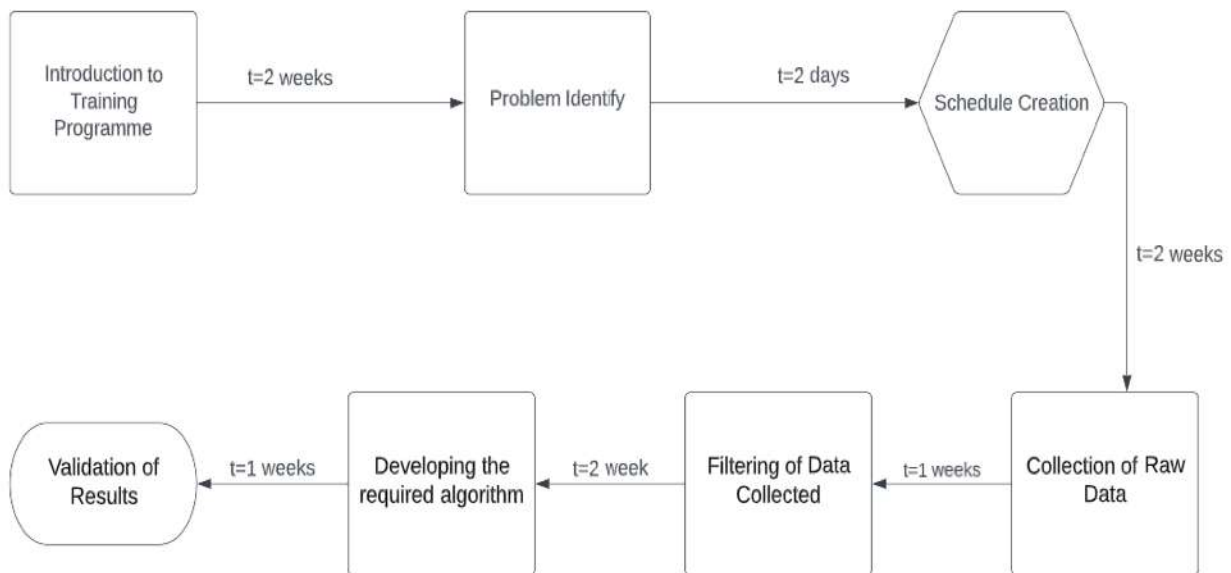 Introduction to
Training
Programme
t=2 weeks
Problem Identify
t=2 days
Schedule Creation
t=2 weeks
Collection of Raw
Data
t=1 weeks
Filtering of Data
Collected
t=2 week
Developing the
required algorithm
t=1 weeks
Validation of
Results